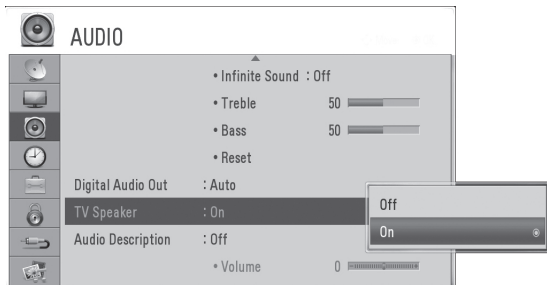 AUDIO
• Infinite Sound : Off
• Treble 50
• Bass 50
• Reset
Digital Audio Out : Auto
TV Speaker : On
Off
On
Audio Description : Off
• Volume 0